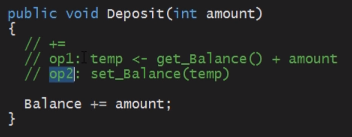 public void Deposit(int amount)
{
// +=
// op1: temp <- get_Balance() + amount
// op2: set_Balance(temp)
Balance += amount;
}